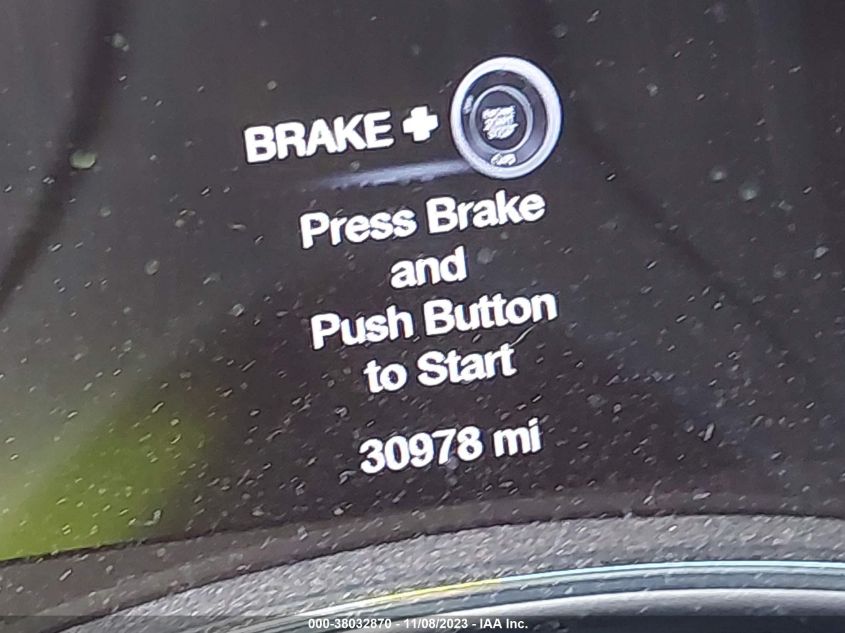 BRAKE +
Press Brake
and
Push Button
to Start
30978 mi
000-38032870 - 11/08/2023 - IAA Inc.